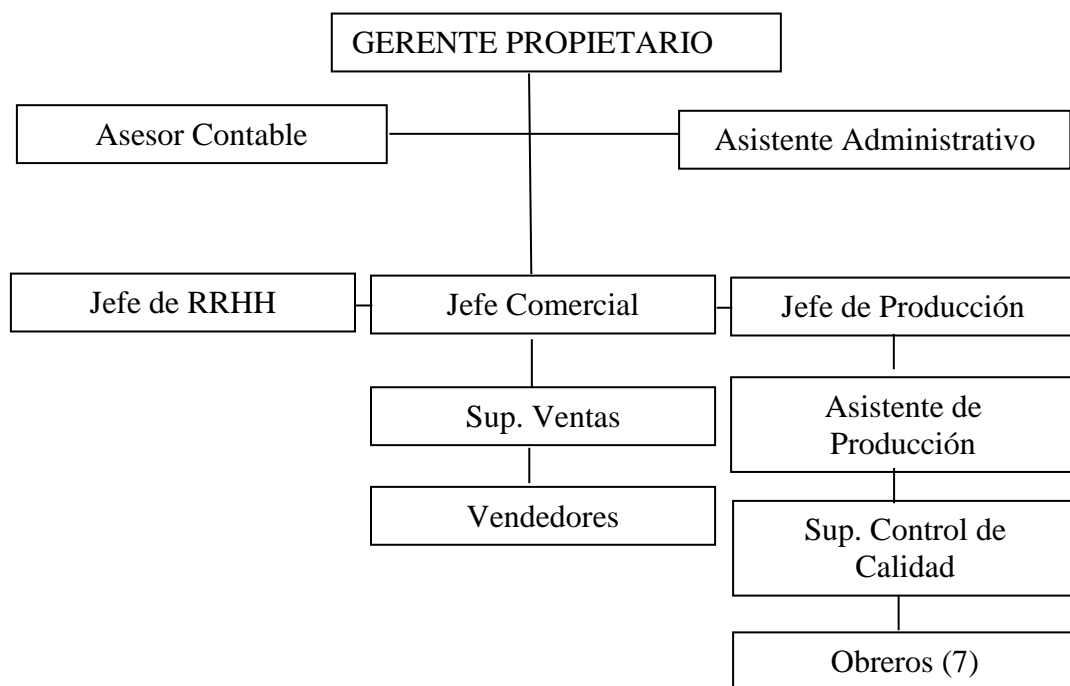 GERENTE PROPIETARIO
Asesor Contable
Asistente Administrativo
Jefe de RRHH
Jefe Comercial
Jefe de Producción
Sup. Ventas
Asistente de
Producción
Vendedores
Sup. Control de
Calidad
Obreros (7)